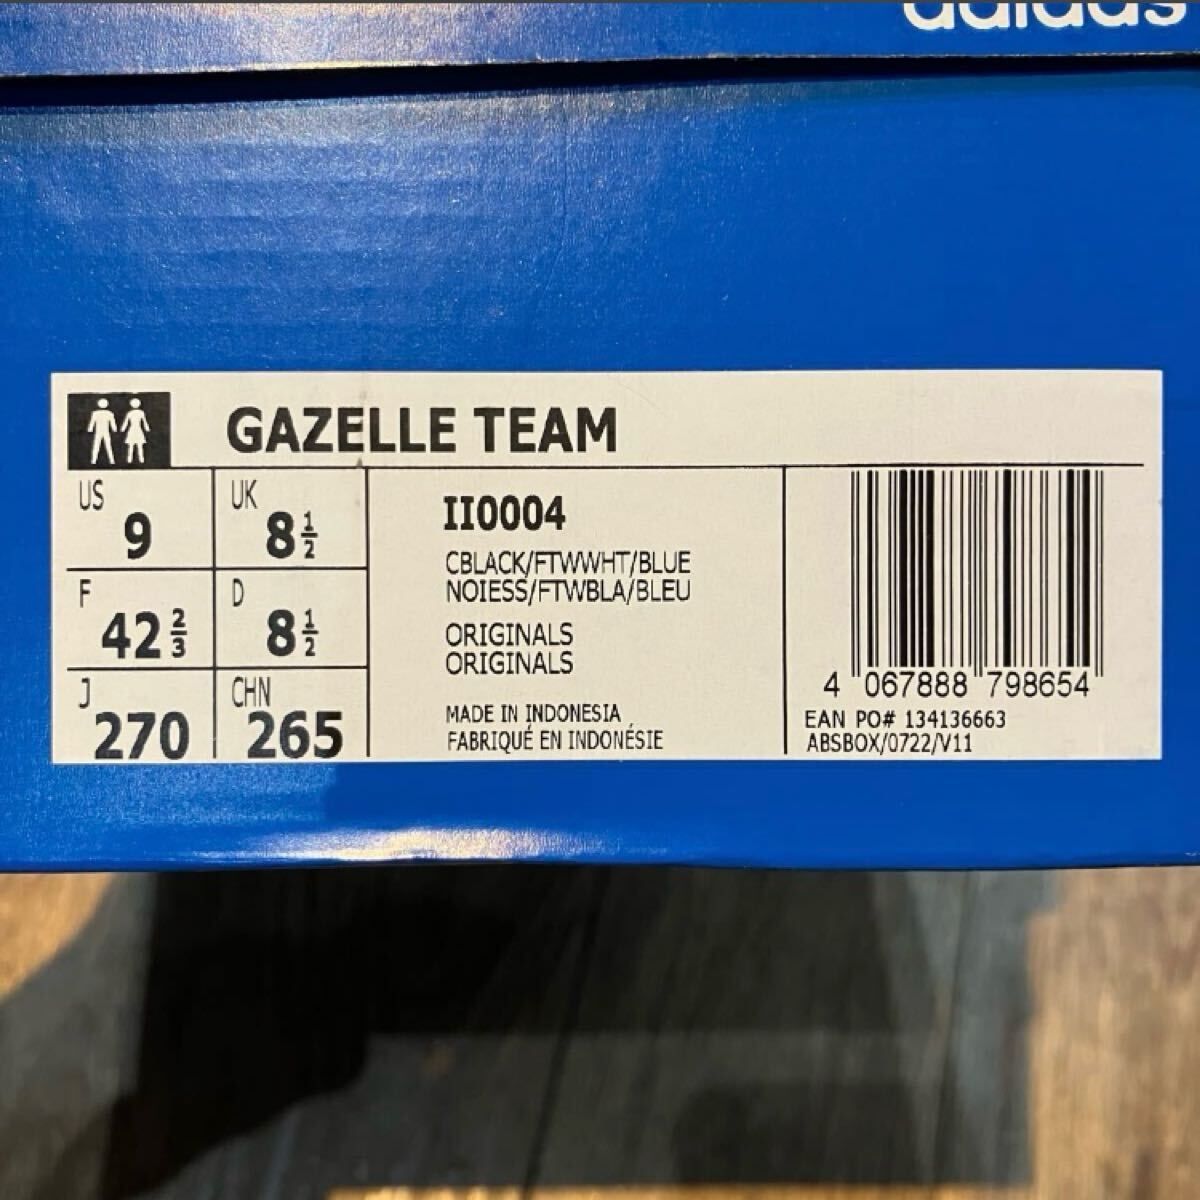 adidas
GAZELLE TEAM
US 9
UK 8 1/2
F 42 2/3
D 8 1/2
J 270
CHN 265
II0004
CBLACK/FTWWHT/BLUE
NOIESS/FTWBLA/BLEU
ORIGINALS
ORIGINALS
MADE IN INDONESIA
FABRIQUÉ EN INDONÉSIE
4 067888 798654
EAN PO# 134136663
ABSBOX/0722/V11